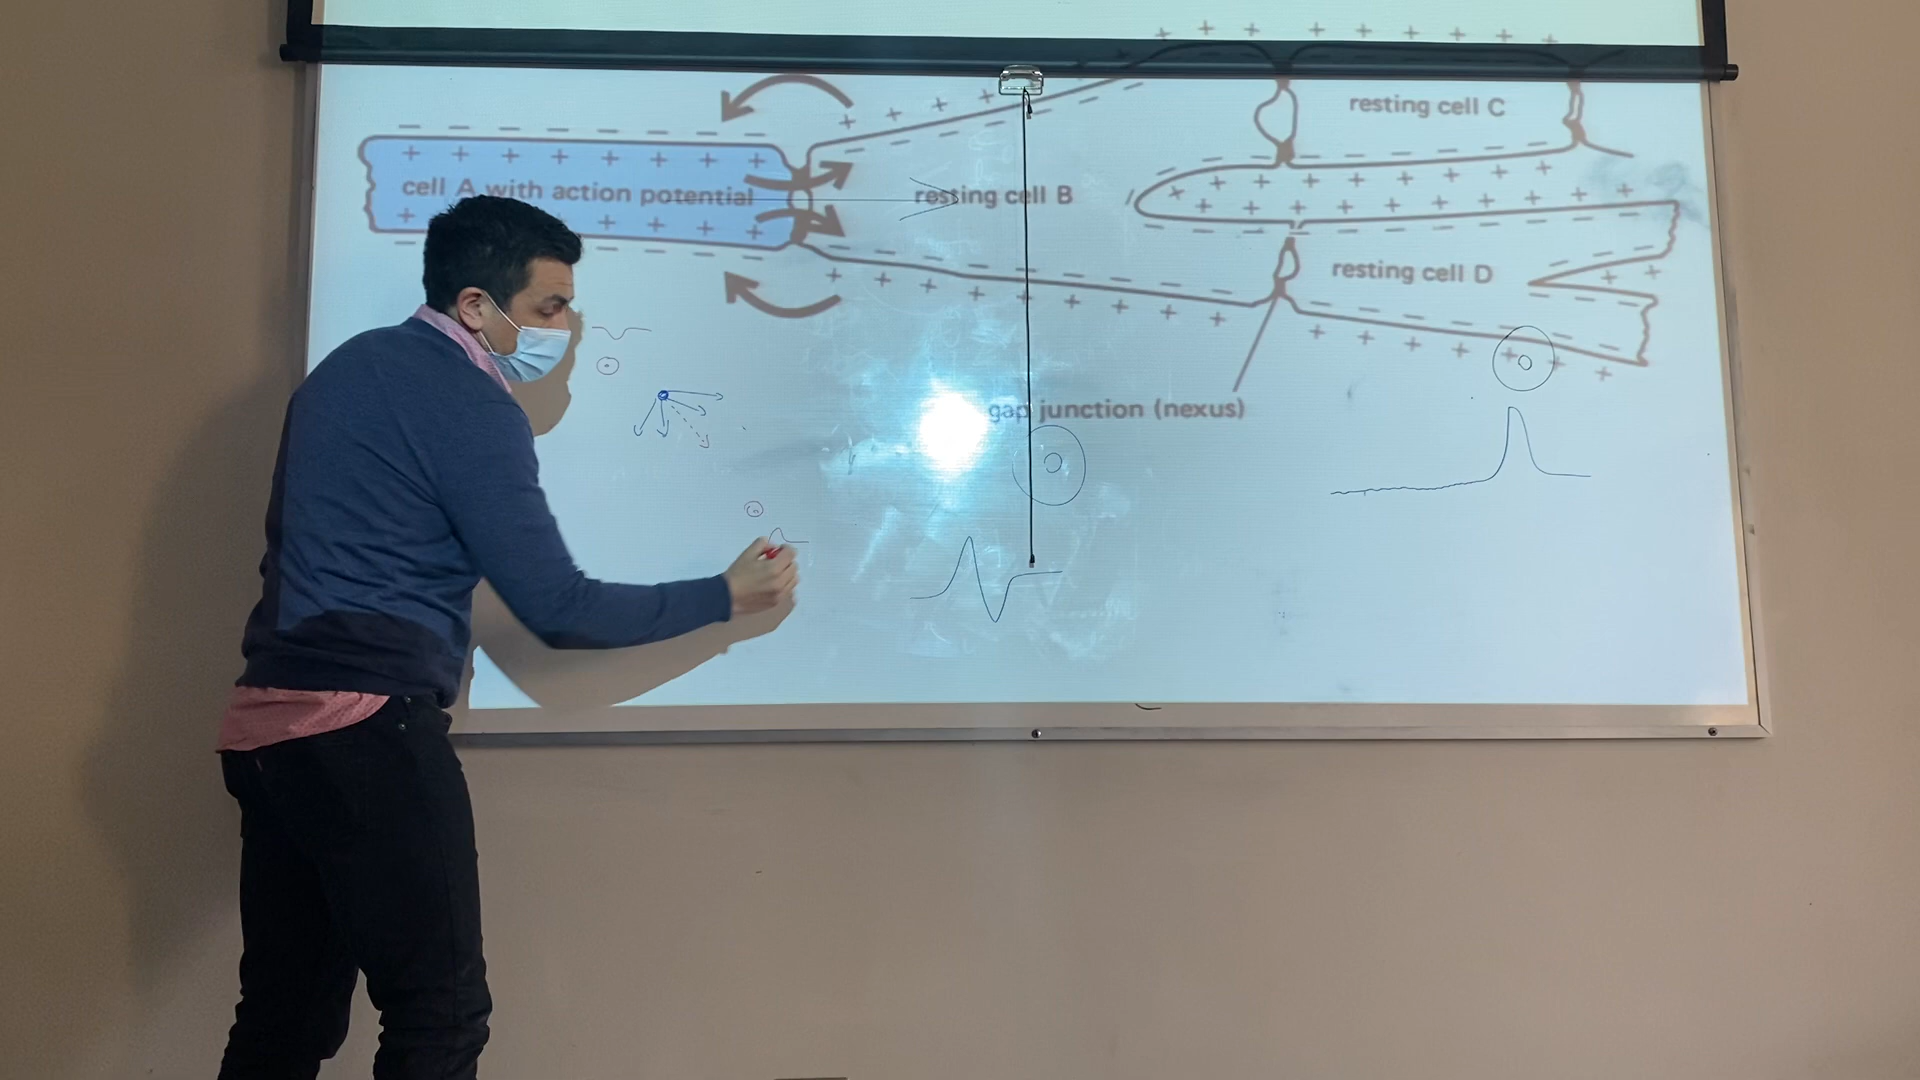 resting cell C
cell A with action potential
resting cell B
resting cell D
gap junction (nexus)